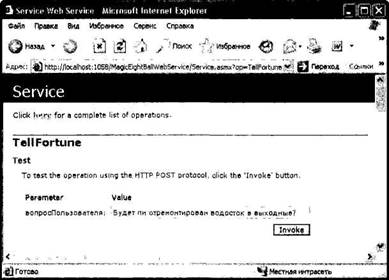 Service Web Service - Microsoft Internet Explorer
Файл Правка Вид Избранное Сервис Справка
Назад Поиск Избранное
Адрес: http://localhost:1058/MagicEightBallWebService/Service.asmx?op=TellFortune Переход Ссылки
Service
Click here for a complete list of operations.
TellFortune
Test
To test the operation using the HTTP POST protocol, click the 'Invoke' button.
Parameter Value
вопросПользователя: Будет ли отремонтирован водосток в выходные?
Invoke
Готово Местная интрасеть